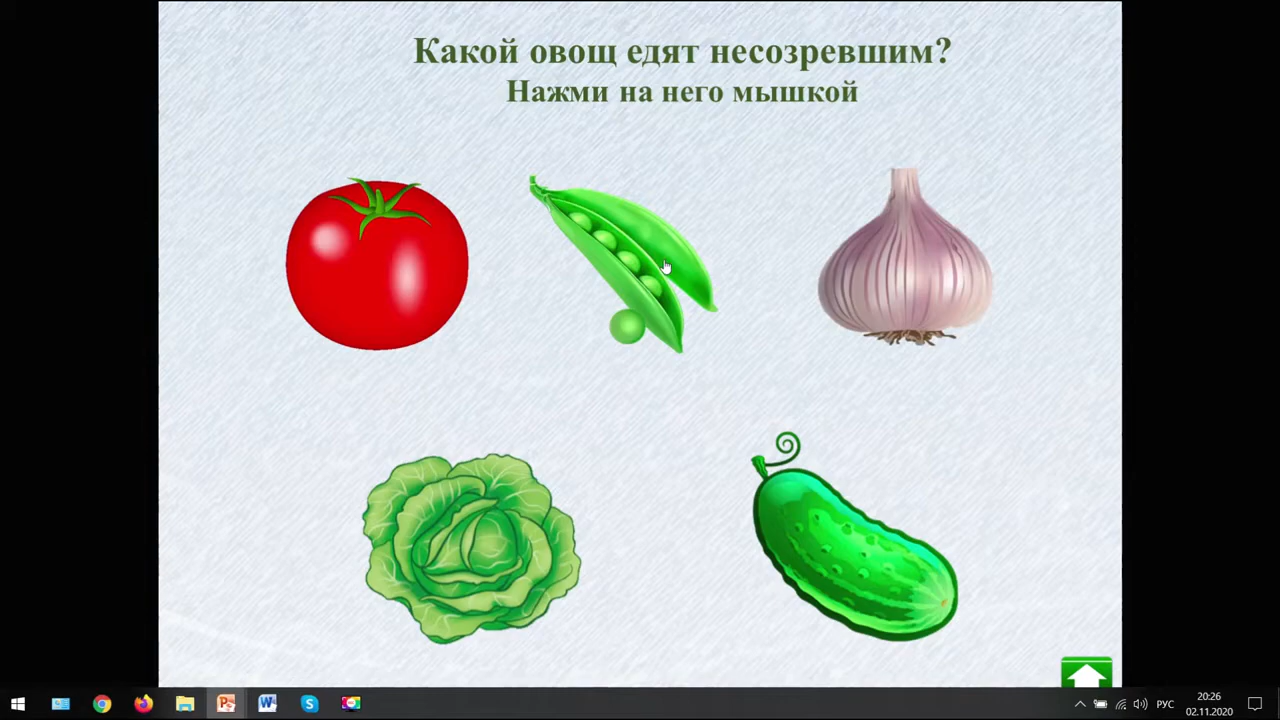 Какой овощ едят несозревшим?
Нажми на него мышкой
РУС
20:26
02.11.2020